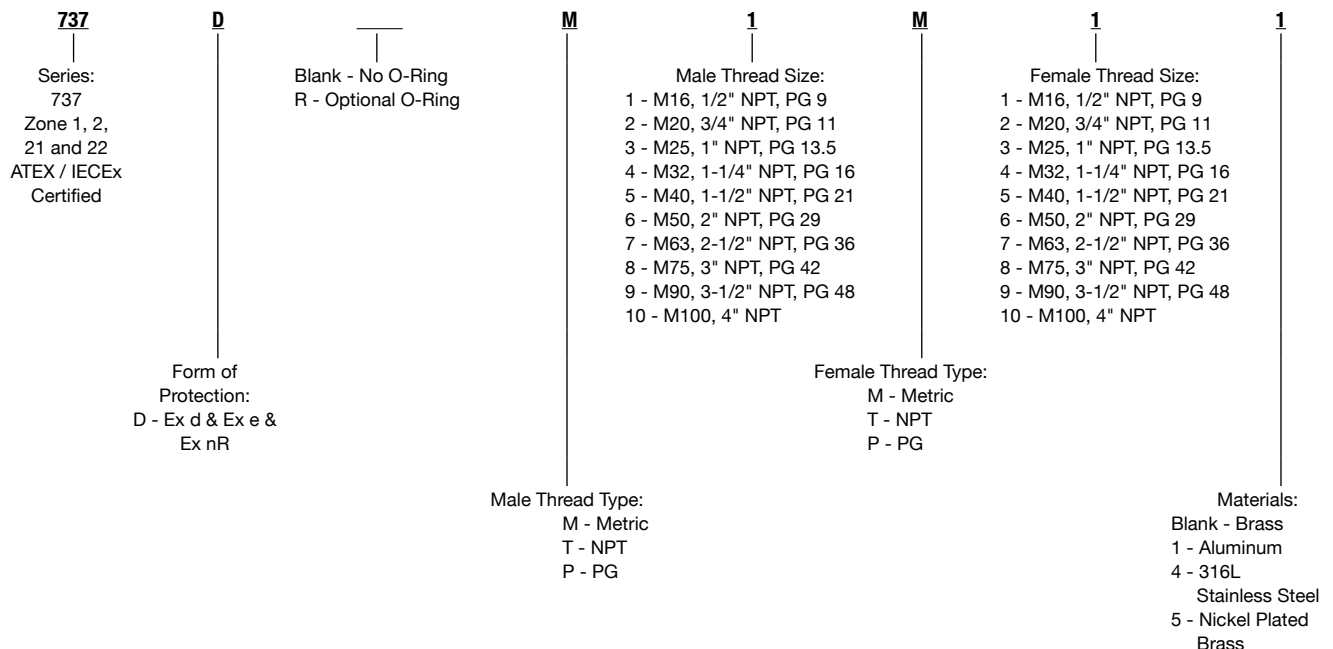 737 D ____ M 1 M 1 1
Series:
737
Zone 1, 2,
21 and 22
ATEX / IECEx
Certified
Form of
Protection:
D - Ex d & Ex e &
Ex nR
Blank - No O-Ring
R - Optional O-Ring
Male Thread Type:
M - Metric
T - NPT
P - PG
Male Thread Size:
1 - M16, 1/2" NPT, PG 9
2 - M20, 3/4" NPT, PG 11
3 - M25, 1" NPT, PG 13.5
4 - M32, 1-1/4" NPT, PG 16
5 - M40, 1-1/2" NPT, PG 21
6 - M50, 2" NPT, PG 29
7 - M63, 2-1/2" NPT, PG 36
8 - M75, 3" NPT, PG 42
9 - M90, 3-1/2" NPT, PG 48
10 - M100, 4" NPT
Female Thread Type:
M - Metric
T - NPT
P - PG
Female Thread Size:
1 - M16, 1/2" NPT, PG 9
2 - M20, 3/4" NPT, PG 11
3 - M25, 1" NPT, PG 13.5
4 - M32, 1-1/4" NPT, PG 16
5 - M40, 1-1/2" NPT, PG 21
6 - M50, 2" NPT, PG 29
7 - M63, 2-1/2" NPT, PG 36
8 - M75, 3" NPT, PG 42
9 - M90, 3-1/2" NPT, PG 48
10 - M100, 4" NPT
Materials:
Blank - Brass
1 - Aluminum
4 - 316L
Stainless Steel
5 - Nickel Plated
Brass